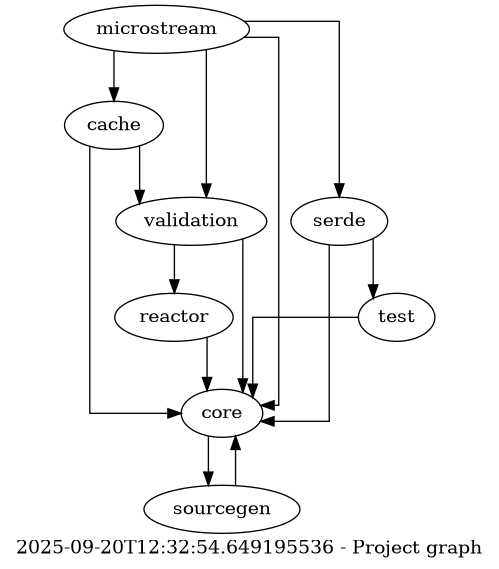 microstream
cache
validation
serde
reactor
test
core
sourcegen
2025-09-20T12:32:54.649195536 - Project graph